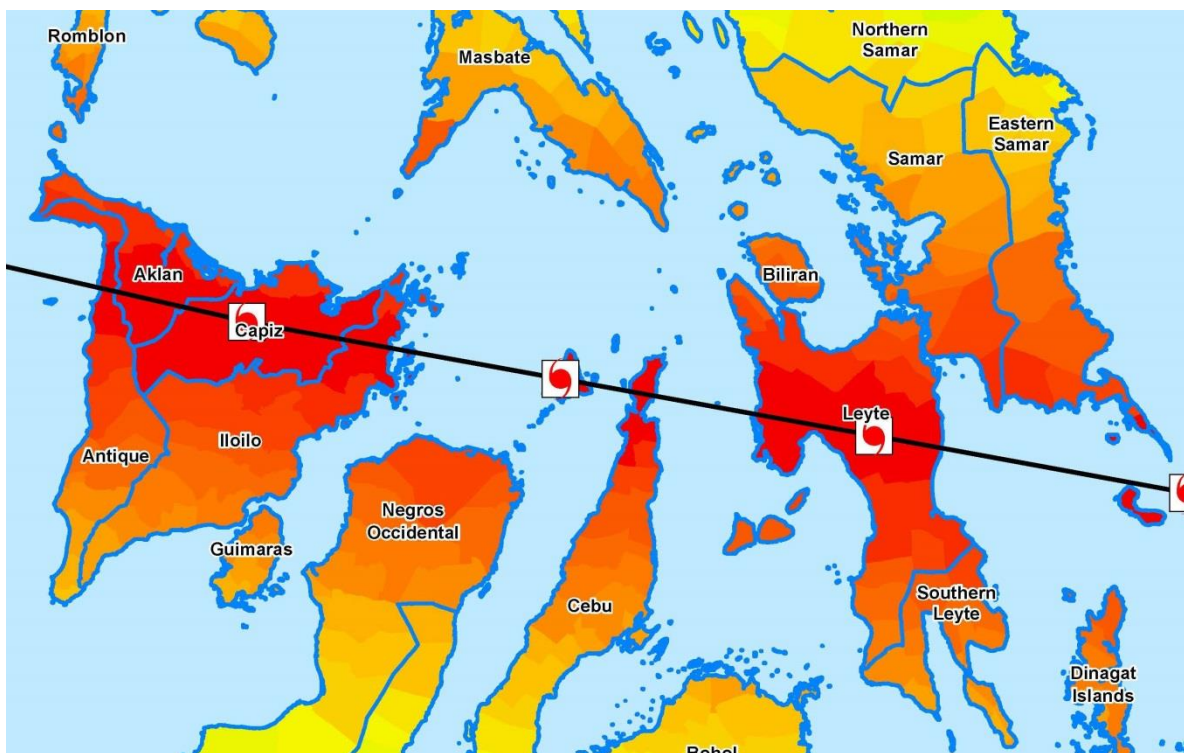 Romblon
Masbate
Northern
Samar
Eastern
Samar
Samar
Aklan
Biliran
Capiz
Leyte
Iloilo
Antique
Negros
Occidental
Guimaras
Cebu
Southern
Leyte
Dinagat
Islands
Bohol